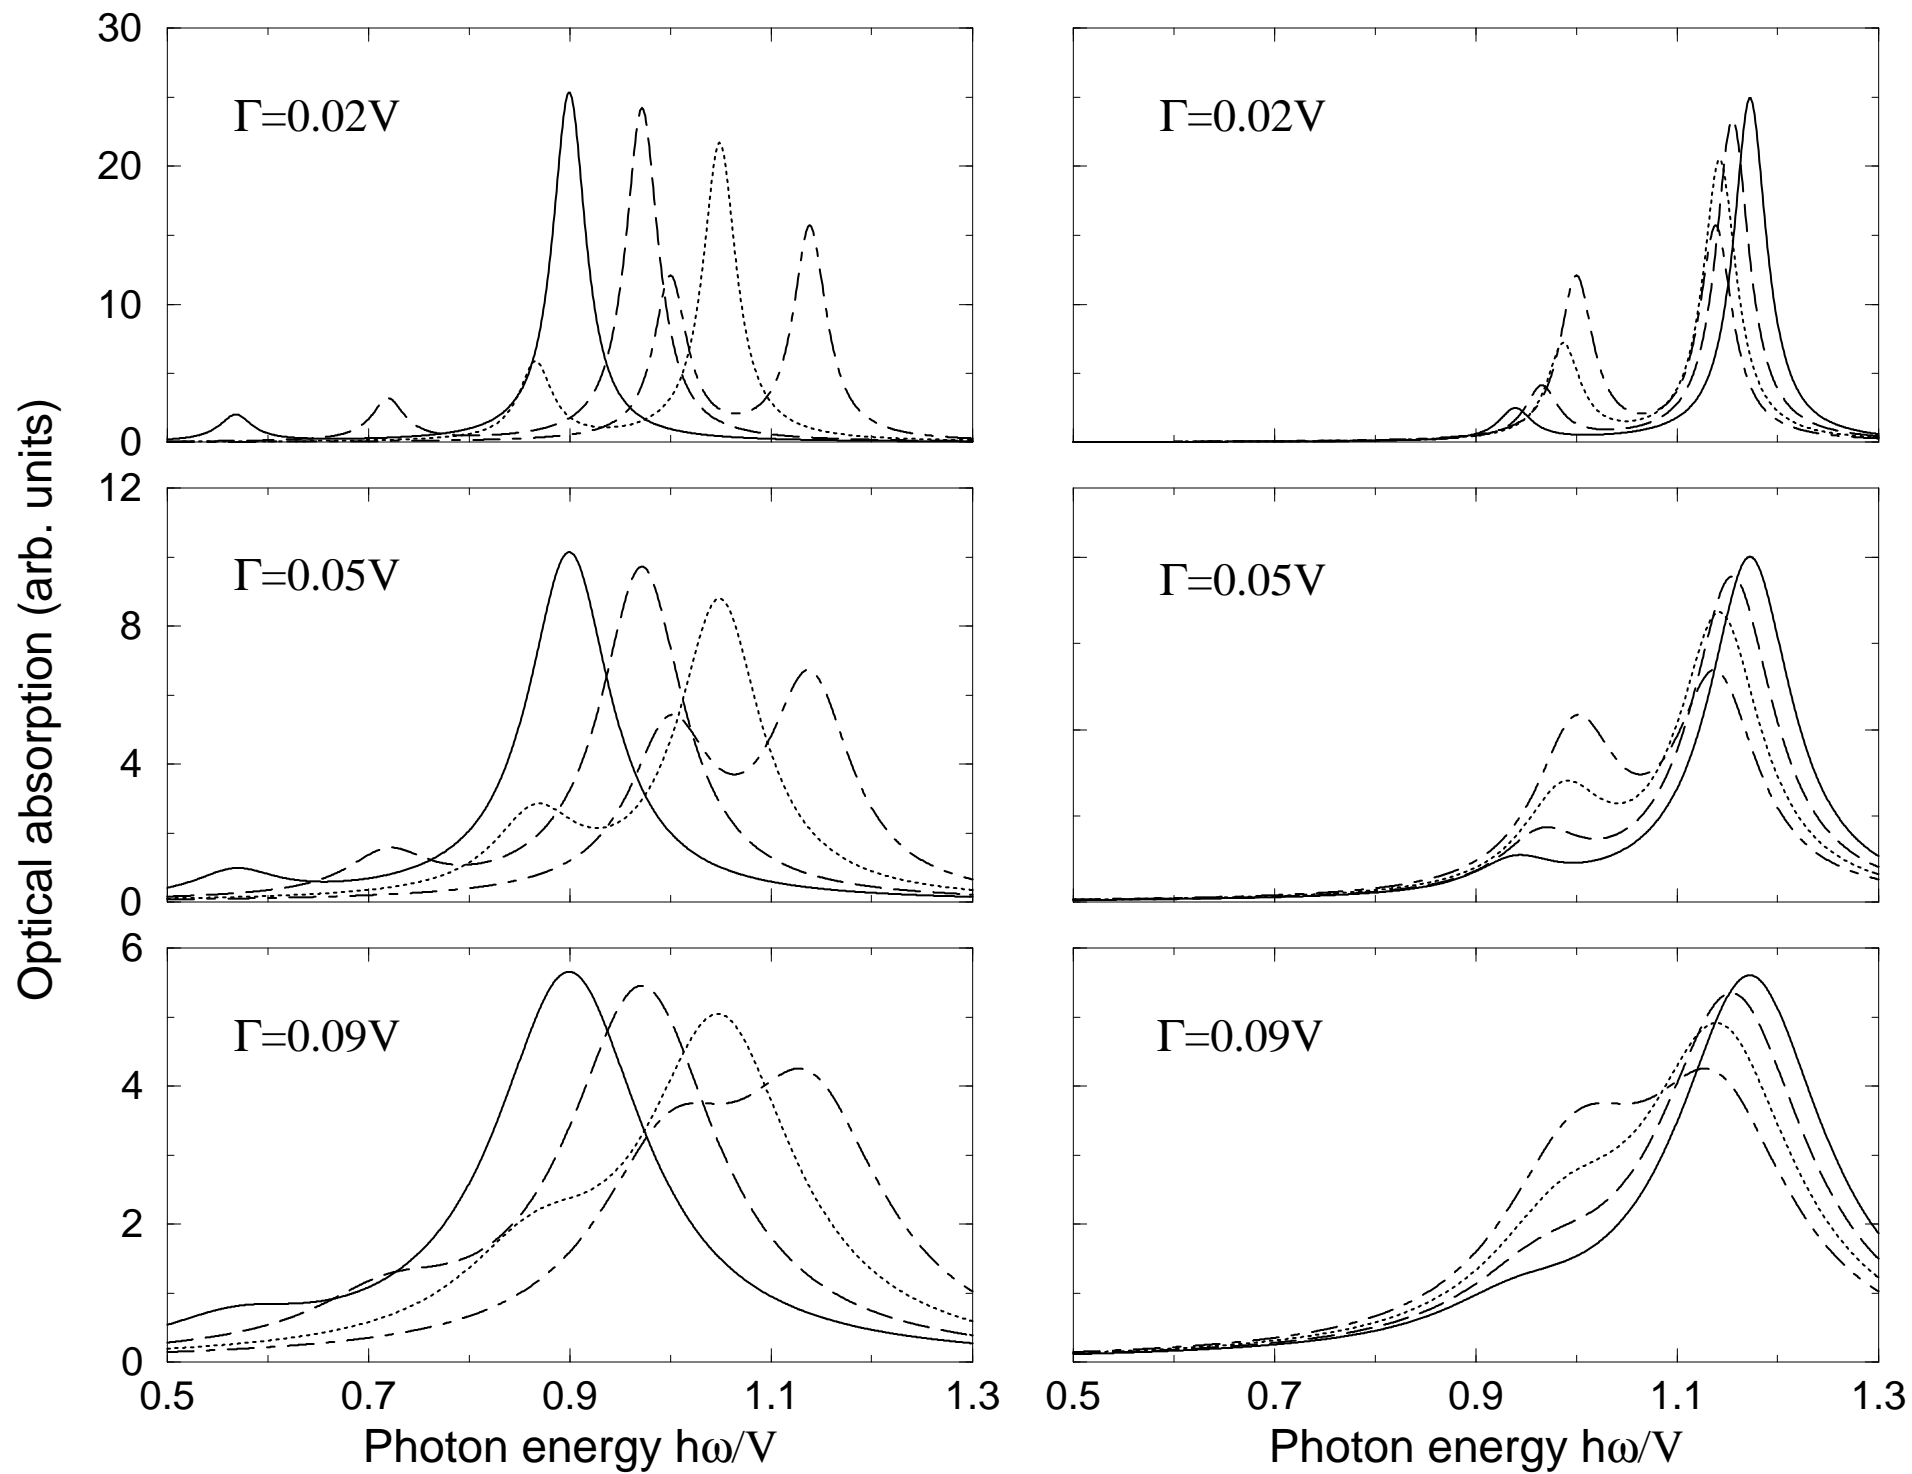 Optical absorption (arb. units)
30
20
10
0
Γ=0.02V
Γ=0.02V
12
8
4
0
Γ=0.05V
Γ=0.05V
6
4
2
0
Γ=0.09V
Γ=0.09V
0.5 0.7 0.9 1.1 1.3
0.5 0.7 0.9 1.1 1.3
Photon energy hω/V
Photon energy hω/V